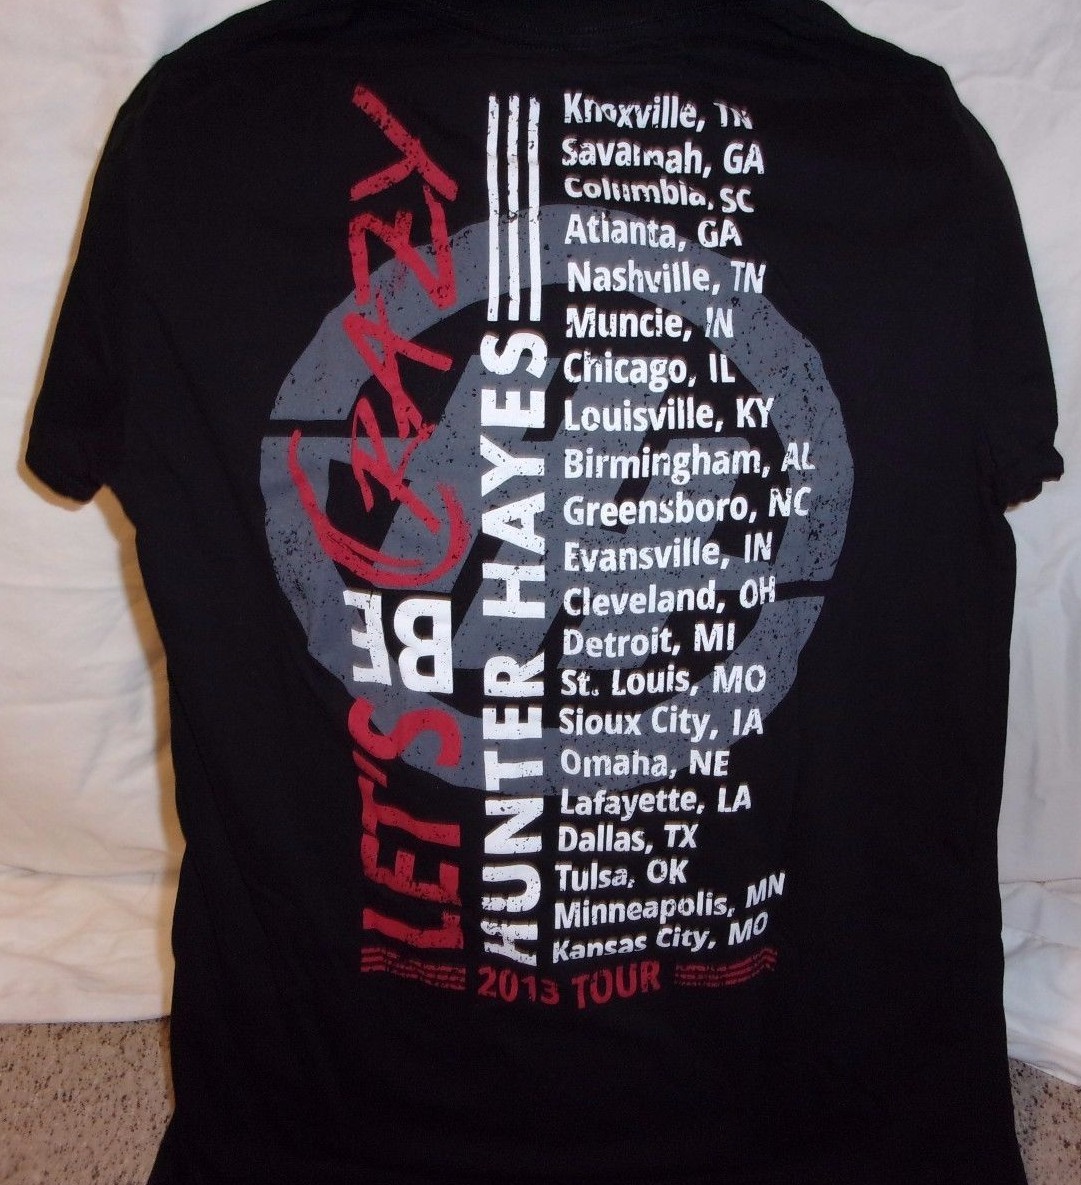 LET'S BE CRAZY
HUNTER HAYES
Knoxville, TN
Savannah, GA
Columbia, SC
Atlanta, GA
Nashville, TN
Muncie, IN
Chicago, IL
Louisville, KY
Birmingham, AL
Greensboro, NC
Evansville, IN
Cleveland, OH
Detroit, MI
St. Louis, MO
Sioux City, IA
Omaha, NE
Lafayette, LA
Dallas, TX
Tulsa, OK
Minneapolis, MN
Kansas City, MO
2013 TOUR